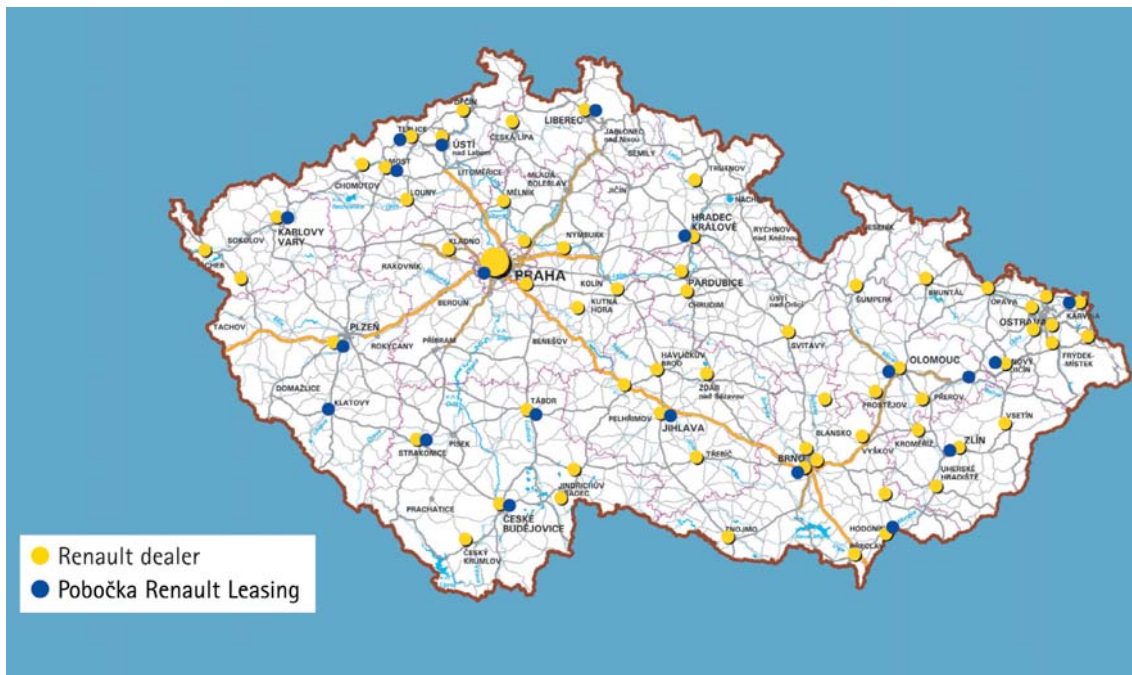 DĚČÍN
LIBEREC
TEPLICE
ÚSTÍ
nad Labem
ČESKÁ LÍPA
JABLONEC
nad Nisou
SEMILY
MOST
TRUTNOV
CHOMUTOV
LITOMĚŘICE
MLADÁ
BOLESLAV
JIČÍN
LOUNY
MĚLNÍK
NÁCHOD
HRADEC
KRÁLOVÉ
KARLOVY
VARY
SOKOLOV
RYCHNOV
nad Kněžnou
JESENÍK
CHEB
KLADNO
NYMBURK
RAKOVNÍK
PRAHA
KOLÍN
PARDUBICE
BEROUN
KUTNÁ
HORA
CHRUDIM
ÚSTÍ
nad Orlicí
ŠUMPERK
BRUNTÁL
OPAVA
KARVINÁ
OSTRAVA
TACHOV
PLZEŇ
ROKYCANY
PŘÍBRAM
BENEŠOV
SVITAVY
HAVLÍČKŮV
BROD
OLOMOUC
NOVÝ
JIČÍN
FRÝDEK-
MÍSTEK
DOMAŽLICE
ŽĎÁR
nad Sázavou
PROSTĚJOV
PŘEROV
KLATOVY
TÁBOR
PELHŘIMOV
JIHLAVA
VSETÍN
BLANSKO
KROMĚŘÍŽ
ZLÍN
STRAKONICE
PÍSEK
TŘEBÍČ
BRNO
VYŠKOV
UHERSKÉ
HRADIŠTĚ
JINDŘICHŮV
HRADEC
PRACHATICE
ČESKÉ
BUDĚJOVICE
ZNOJMO
HODONÍN
BŘECLAV
ČESKÝ
KRUMLOV
Renault dealer
Pobočka Renault Leasing